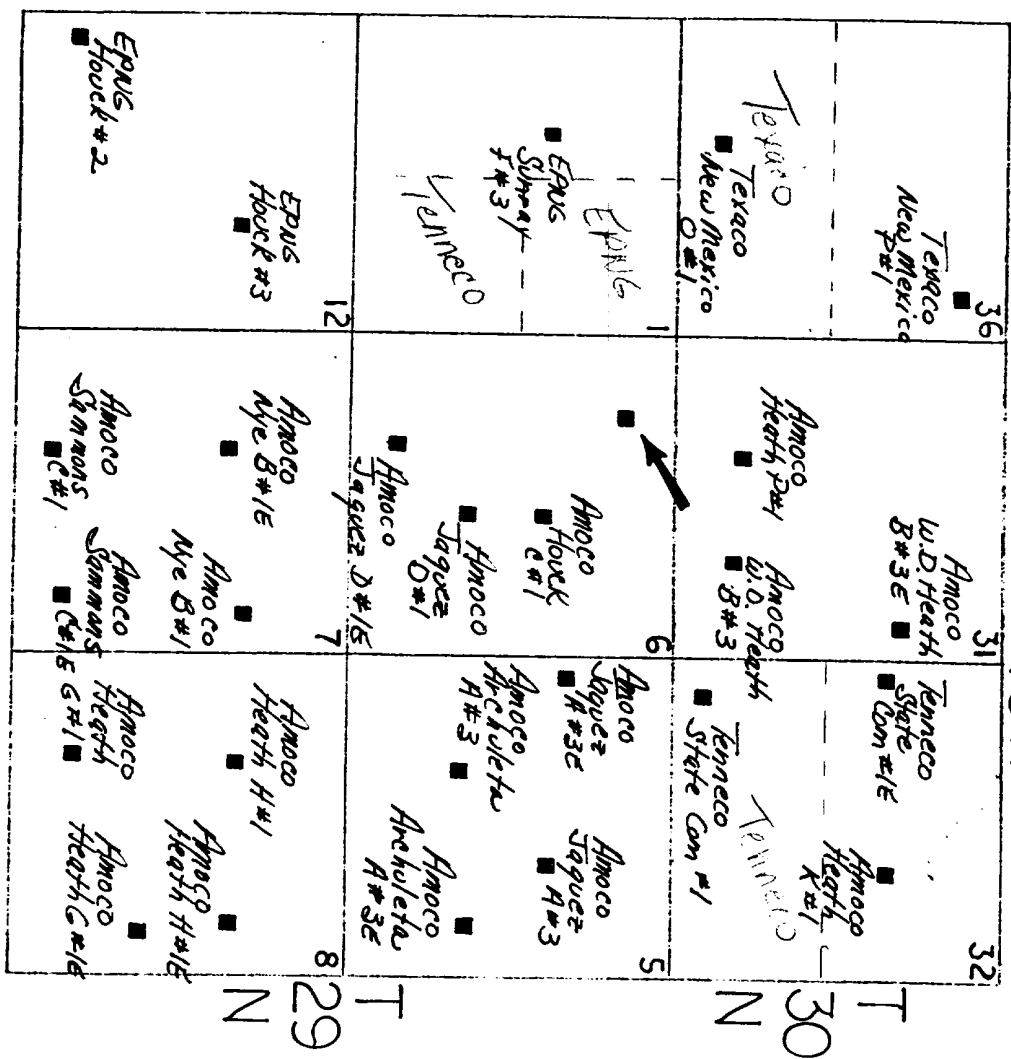 36
Texaco
New Mexico
P#1
Texaco
Texaco
New Mexico
O#1
31
Amoco
W.D. Heath
B#3E
Amoco
Heath P#1
Amoco
W.D. Heath
B#3
32
Tenneco
State
Com #1E
Amoco
Heath
K#1
Tenneco
Tenneco
State Com #1
T
30
N
1
EPNG
EPNG
Sunray
F#3
Tenneco
6
Amoco
Houck
C#1
Amoco
Jaquez
D#1
Amoco
Jaquez D#1E
5
Amoco
Jaquez
A#3E
Amoco
Jaquez
A#3
Amoco
Archuleta
A#3
Amoco
Archuleta
A#3E
T
29
N
12
EPNG
Houck #3
EPNG
Houck #2
7
Amoco
Nye B#1E
Amoco
Nye B#1
Amoco
Sammons
C#1
Amoco
Sammons
C#1E
8
Amoco
Heath H#1
Amoco
Heath H#1E
Amoco
Heath
G#1
Amoco
Heath G#1E